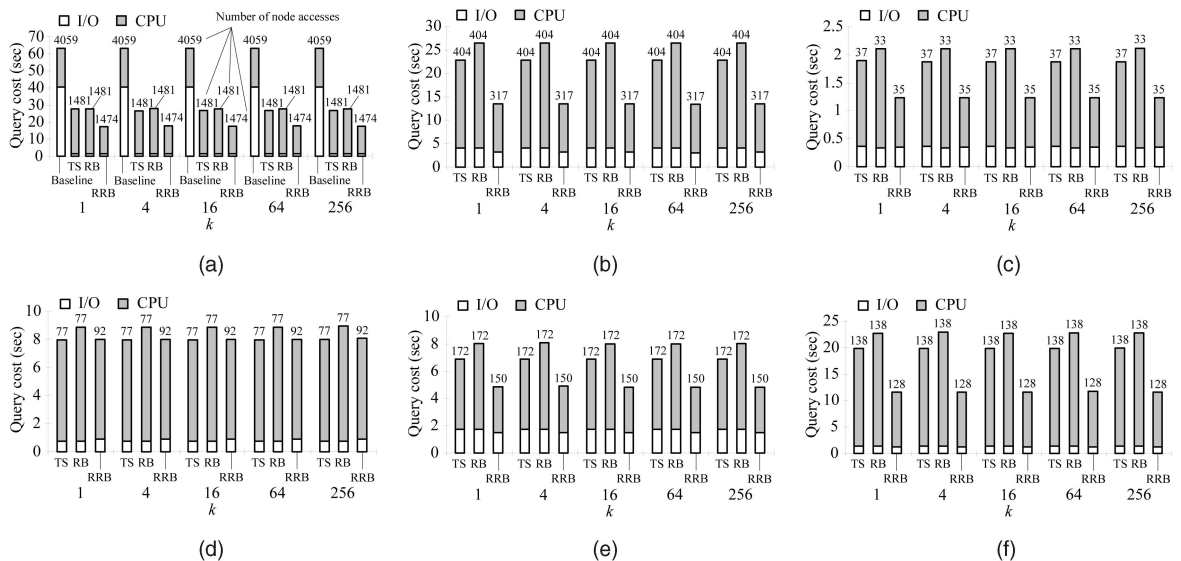 I/O CPU Number of node accesses
Query cost (sec)
70
60
50
40
30
20
10
0
4059 4059 4059 4059 4059
1481 1481 1481 1481 1481
1481 1481 1481 1481 1481
1474 1474 1474 1474 1474
TS RB TS RB TS RB TS RB TS RB
Baseline Baseline Baseline Baseline Baseline
RRB RRB RRB RRB RRB
1 4 16 64 256
k
(a)
I/O CPU
Query cost (sec)
30
25
20
15
10
5
0
404 404 404 404 404
404 404 404 404 404
317 317 317 317 317
TS RB TS RB TS RB TS RB TS RB
RRB RRB RRB RRB RRB
1 4 16 64 256
k
(b)
I/O CPU
Query cost (sec)
2.5
2
1.5
1
0.5
0
33 33 33 33 33
37 37 37 37 37
35 35 35 35 35
TS RB TS RB TS RB TS RB TS RB
RRB RRB RRB RRB RRB
1 4 16 64 256
k
(c)
I/O CPU
Query cost (sec)
10
8
6
4
2
0
77 77 77 77 77
77 92 77 92 77 92 77 92 77 92
TS RB TS RB TS RB TS RB TS RB
RRB RRB RRB RRB RRB
1 4 16 64 256
k
(d)
I/O CPU
Query cost (sec)
10
8
6
4
2
0
172 172 172 172 172
172 172 172 172 172
150 150 150 150 150
TS RB TS RB TS RB TS RB TS RB
RRB RRB RRB RRB RRB
1 4 16 64 256
k
(e)
I/O CPU
Query cost (sec)
25
20
15
10
5
0
138 138 138 138 138
138 138 138 138 138
128 128 128 128 128
TS RB TS RB TS RB TS RB TS RB
RRB RRB RRB RRB RRB
1 4 16 64 256
k
(f)